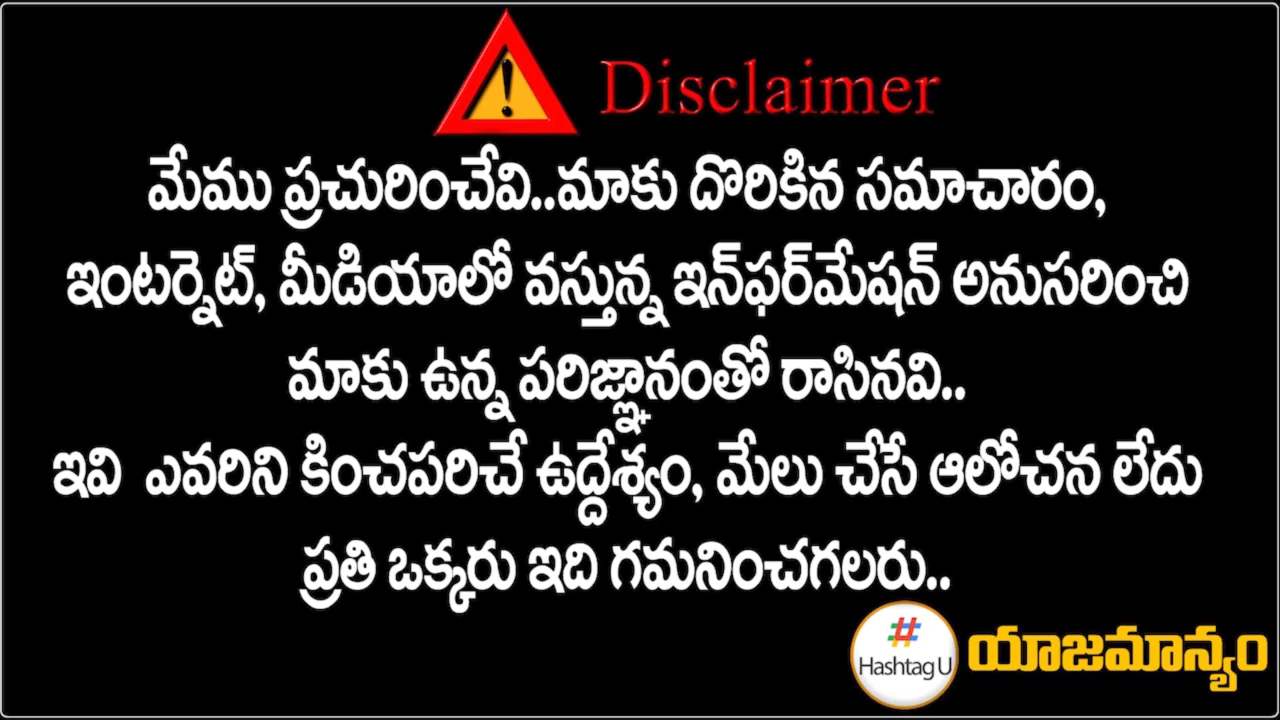 Disclaimer
మేము ప్రచురించేవి..మాకు దొరికిన సమాచారం,
ఇంటర్నెట్, మీడియాలో వస్తున్న ఇన్‌ఫర్‌మేషన్ అనుసరించి
మాకు ఉన్న పరిజ్ఞానంతో రాసినవి..
ఇవి ఎవరిని కించపరిచే ఉద్దేశ్యం, మేలు చేసే ఆలోచన లేదు
ప్రతి ఒక్కరు ఇది గమనించగలరు..
# 
Hashtag U
యాజమాన్యం